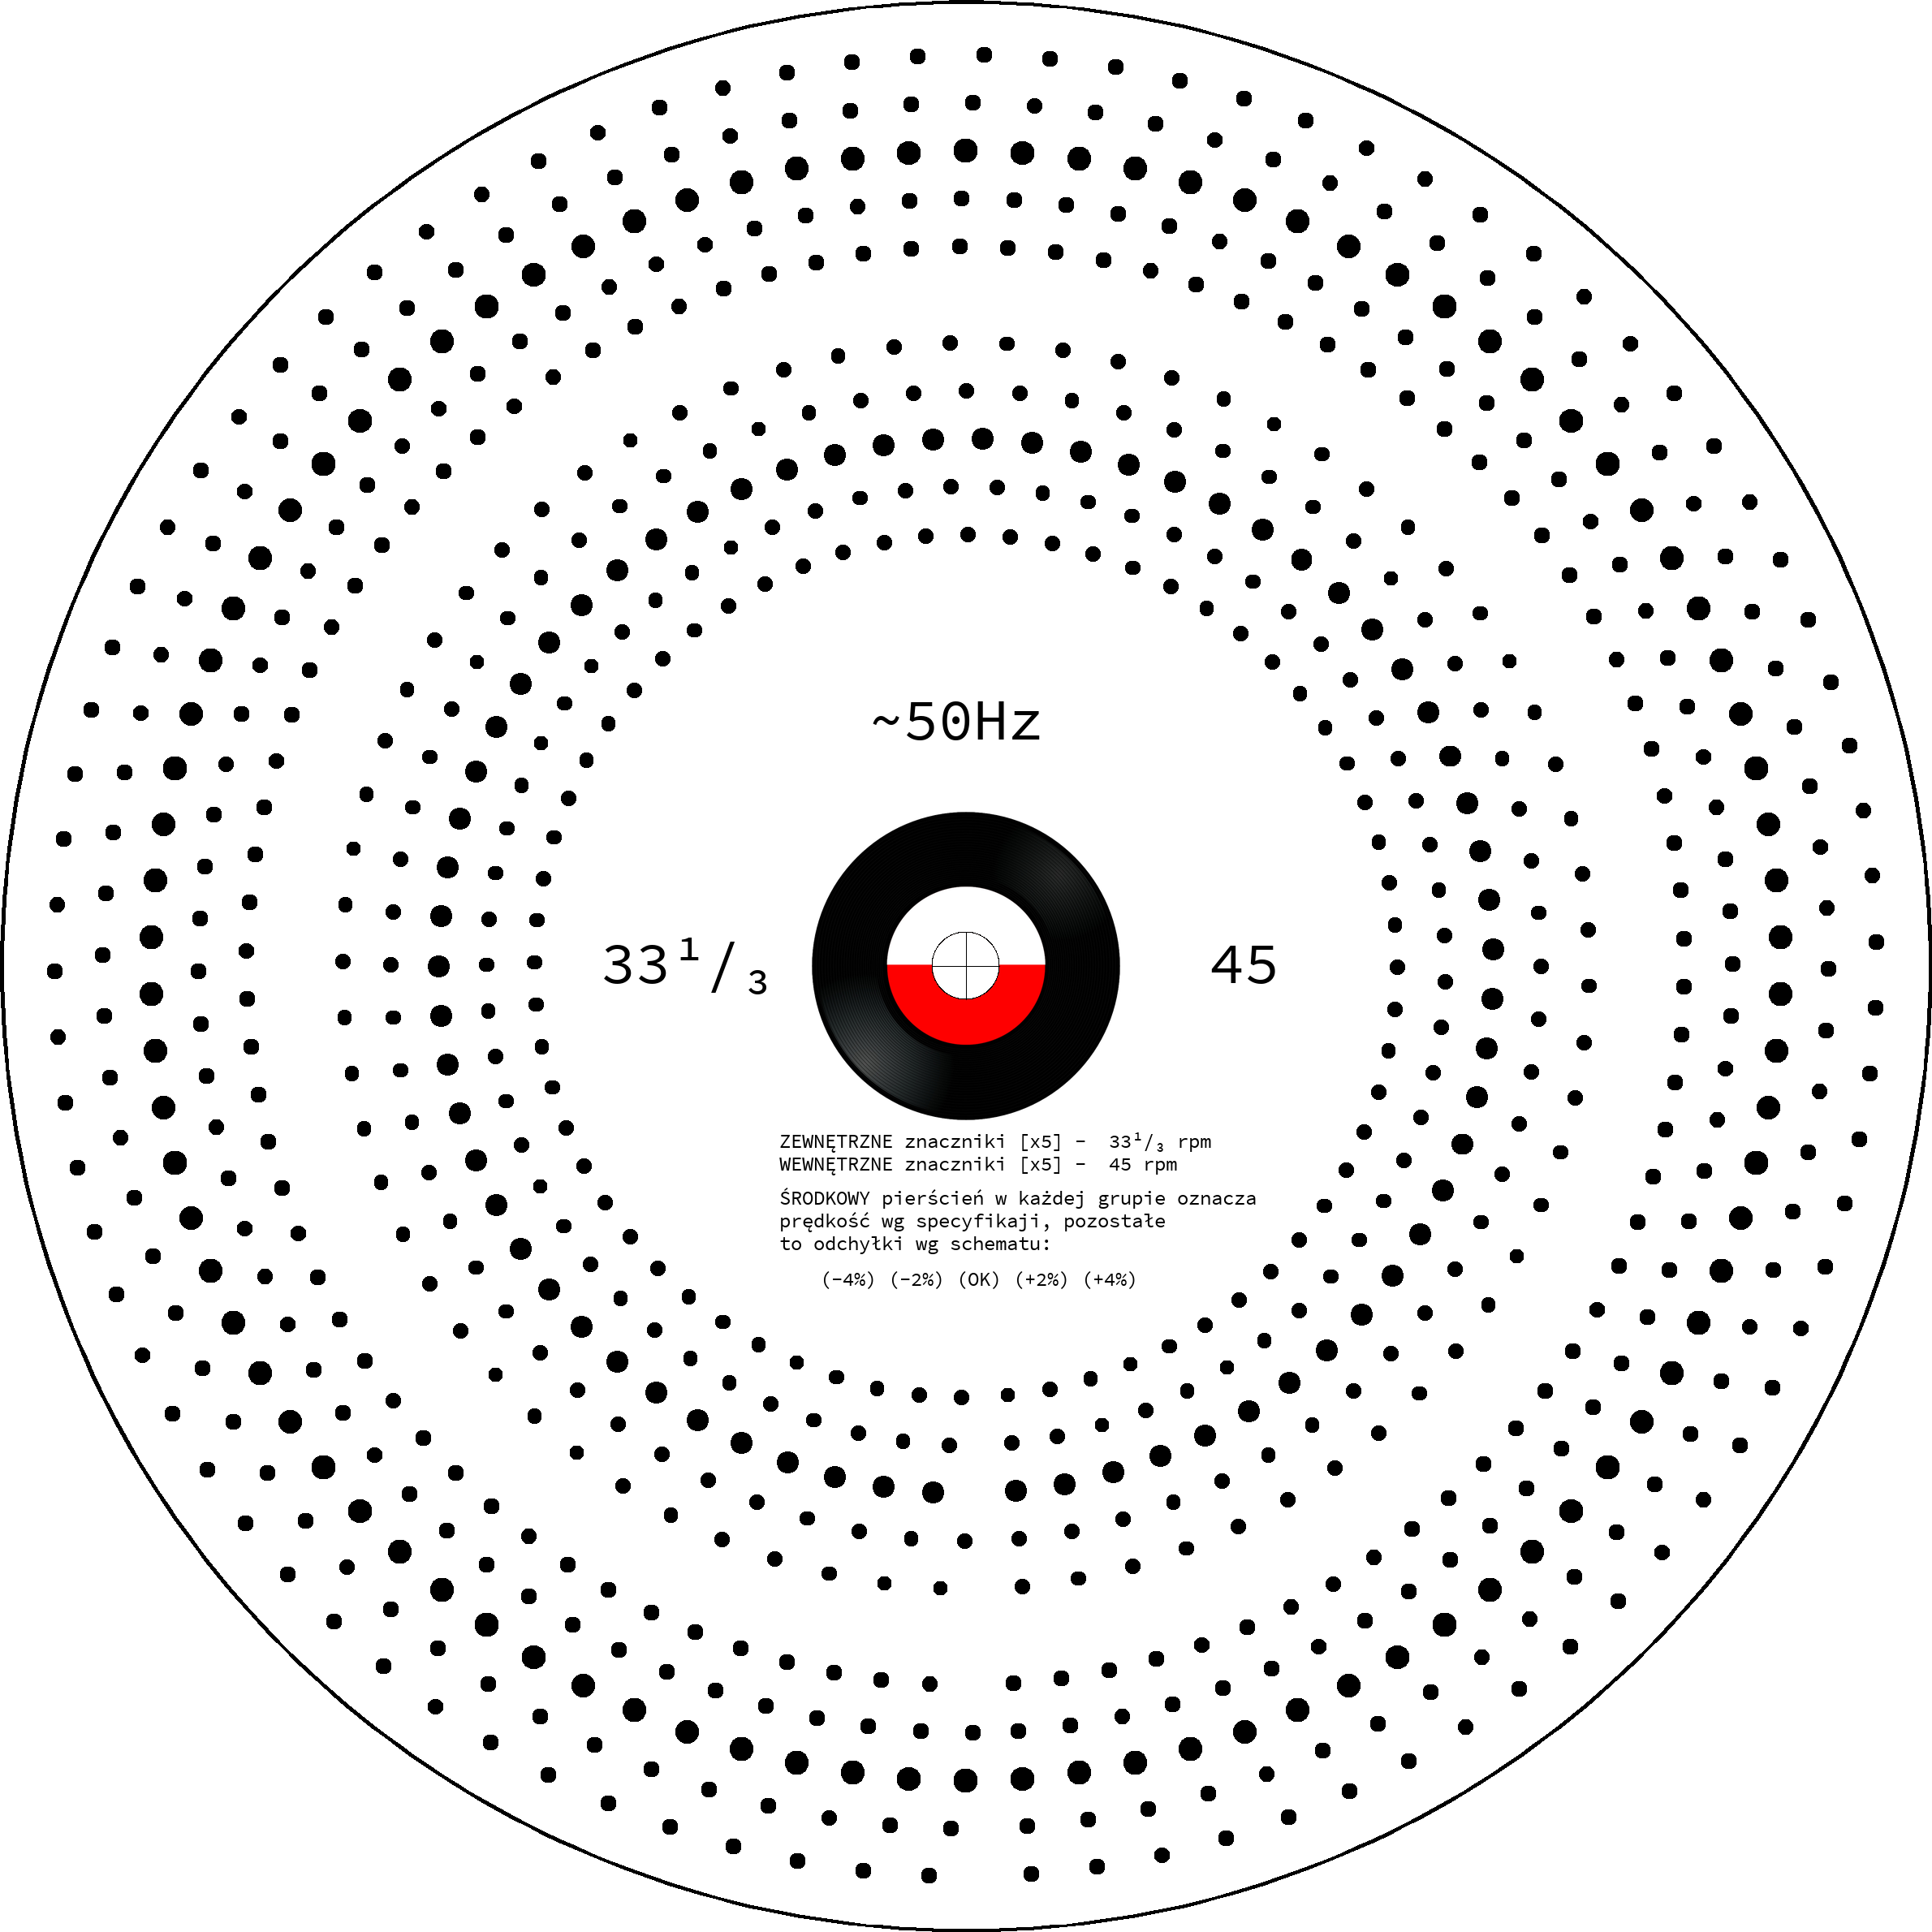 ~50Hz
33¹/₃
45
ZEWNĘTRZNE znaczniki [x5] - 33¹/₃ rpm
WEWNĘTRZNE znaczniki [x5] - 45 rpm
ŚRODKOWY pierścień w każdej grupie oznacza
prędkość wg specyfikaji, pozostałe
to odchyłki wg schematu:
(-4%) (-2%) (OK) (+2%) (+4%)